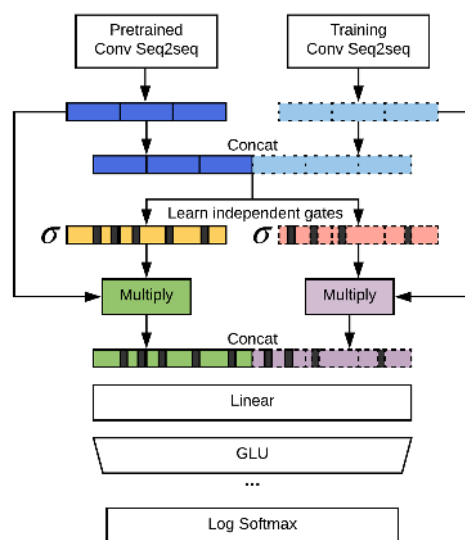 Pretrained
Conv Seq2seq
Training
Conv Seq2seq
Concat
Learn independent gates
σ
σ
Multiply
Multiply
Concat
Linear
GLU
...
Log Softmax